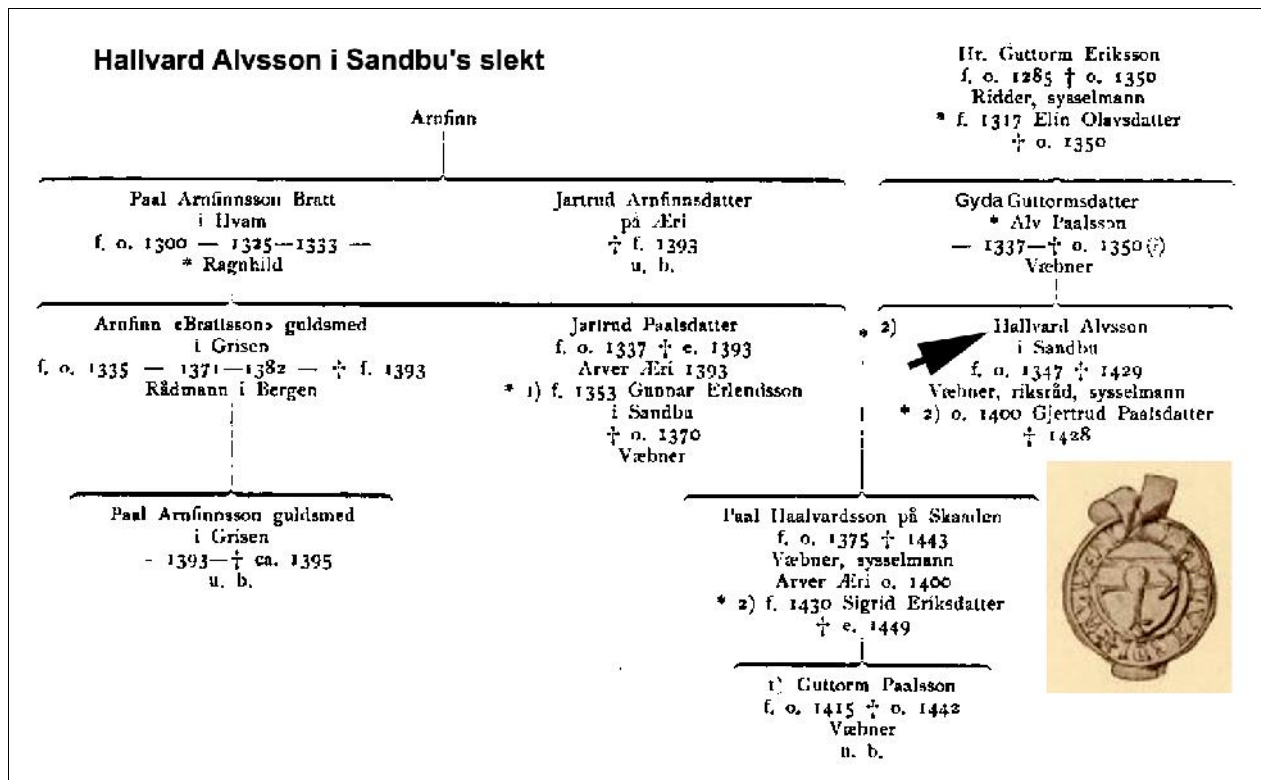 Hallvard Alvsson i Sandbu's slekt
Hr. Guttorm Eriksson
f. o. 1285 † o. 1350
Ridder, sysselmann
* f. 1317 Elin Olavsdatter
† o. 1350
Arnfinn
Paal Arnfinnsson Bratt
i Hvam
f. o. 1300 — 1325—1333 —
* Ragnhild
Jartrud Arnfinnsdatter
på Æri
† f. 1393
u. b.
Gyda Guttormsdatter
* Alv Paalsson
— 1337—† o. 1350(?)
Væbner
Arnfinn «Brattsson» guldsmed
i Grisen
f. o. 1335 — 1371—1382 — † f. 1393
Rådmann i Bergen
Jartrud Paalsdatter
f. o. 1337 † e. 1393
Arver Æri 1393
* 1) f. 1353 Gunnar Erlendsson
i Sandbu
† o. 1370
Væbner
* 2)
Hallvard Alvsson
i Sandbu
f. o. 1347 † 1429
Væbner, riksråd, sysselmann
* 2) o. 1400 Gjertrud Paalsdatter
† 1428
Paal Arnfinnsson guldsmed
i Grisen
- 1393—† ca. 1395
u. b.
Paal Haalvardsson på Skanden
f. o. 1375 † 1443
Væbner, sysselmann
Arver Æri o. 1400
* 2) f. 1430 Sigrid Eriksdatter
† e. 1449
1) Guttorm Paalsson
f. o. 1415 † o. 1442
Væbner
u. b.